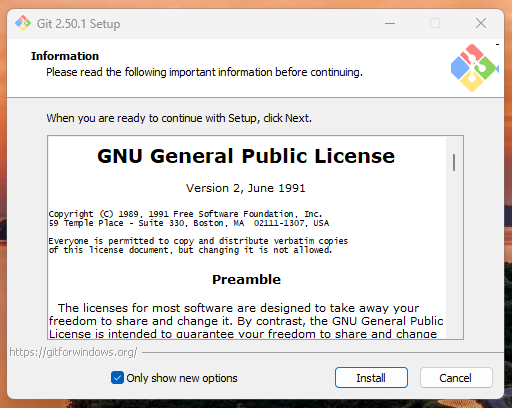 Git 2.50.1 Setup
Information
Please read the following important information before continuing.
When you are ready to continue with Setup, click Next.
GNU General Public License
Version 2, June 1991
Copyright (C) 1989, 1991 Free Software Foundation, Inc.
59 Temple Place - Suite 330, Boston, MA  02111-1307, USA
Everyone is permitted to copy and distribute verbatim copies
of this license document, but changing it is not allowed.
Preamble
The licenses for most software are designed to take away your
freedom to share and change it. By contrast, the GNU General Public
License is intended to guarantee your freedom to share and change
https://gitforwindows.org/
Only show new options
Install
Cancel